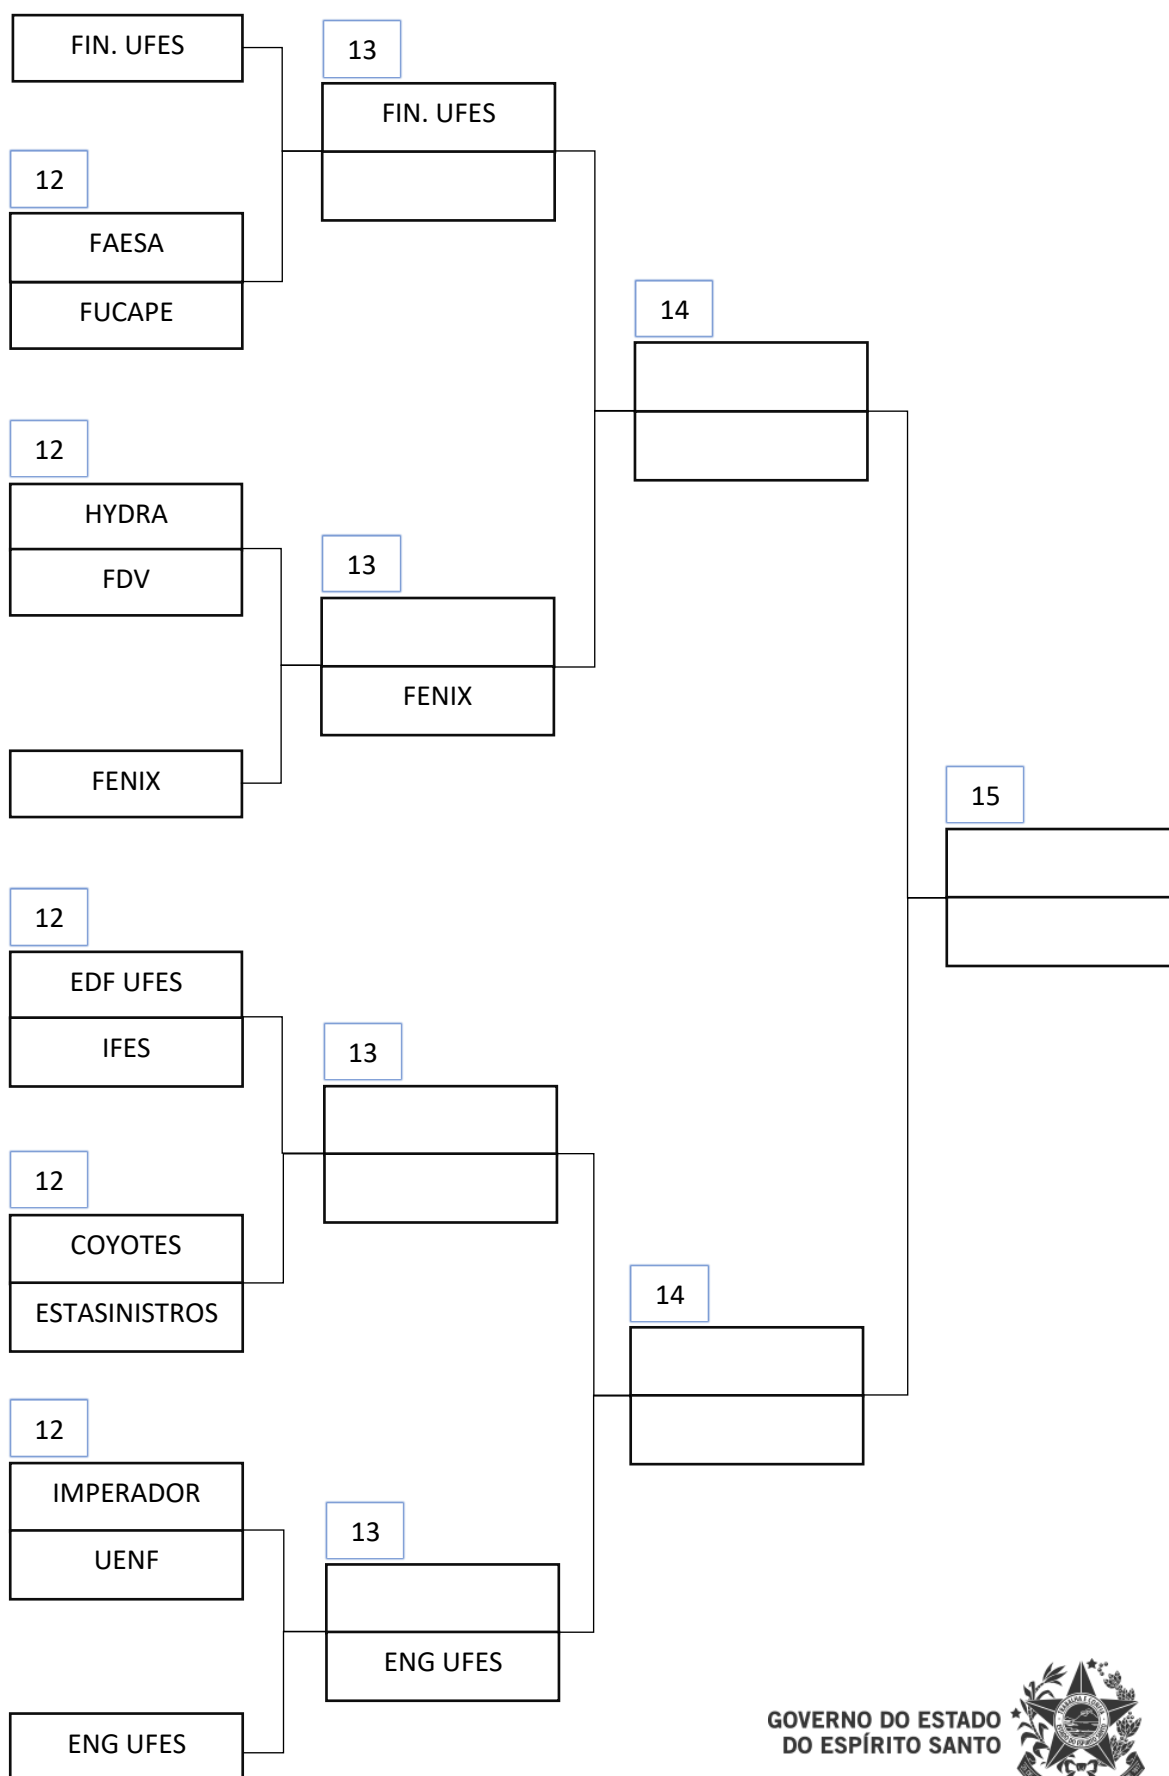 FIN. UFES
13
FIN. UFES
12
FAESA
FUCAPE
14
12
HYDRA
FDV
13
FENIX
FENIX
15
12
EDF UFES
IFES
13
12
COYOTES
ESTASINISTROS
14
12
IMPERADOR
UENF
13
ENG UFES
ENG UFES
GOVERNO DO ESTADO
DO ESPÍRITO SANTO